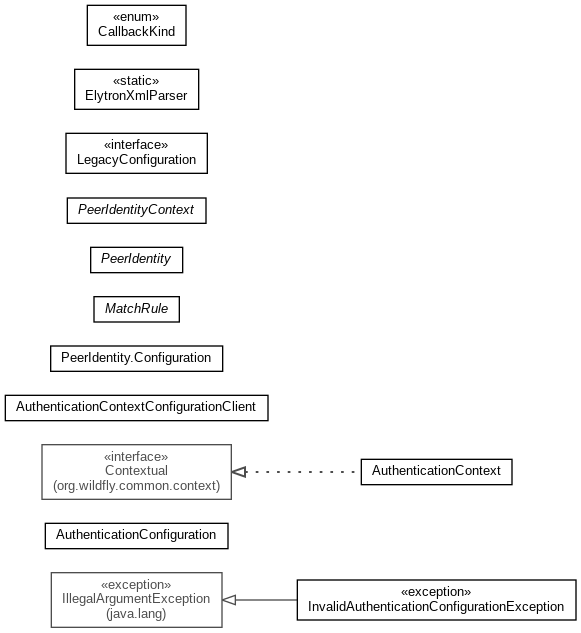 «enum»
CallbackKind
«static»
ElytronXmlParser
«interface»
LegacyConfiguration
PeerIdentityContext
PeerIdentity
MatchRule
PeerIdentity.Configuration
AuthenticationContextConfigurationClient
«interface»
Contextual
(org.wildfly.common.context)
AuthenticationContext
AuthenticationConfiguration
«exception»
IllegalArgumentException
(java.lang)
«exception»
InvalidAuthenticationConfigurationException